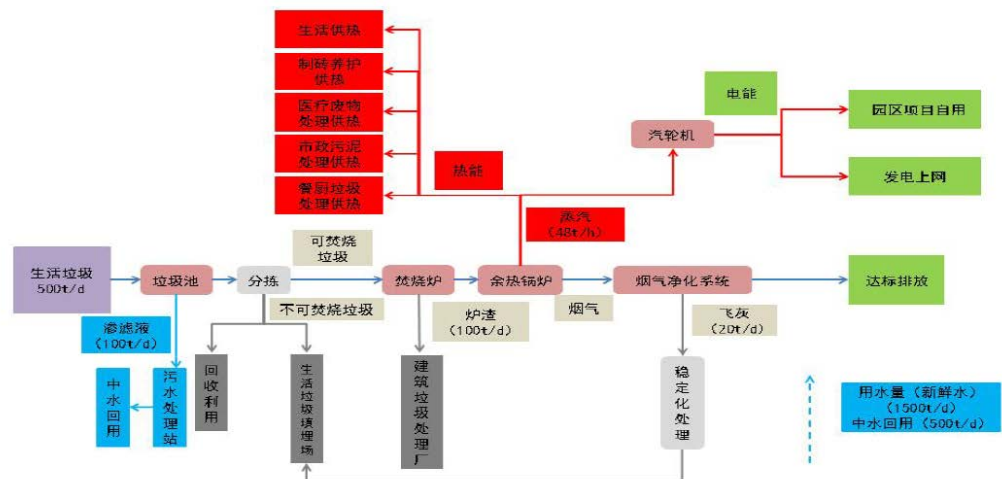 生活供热
制砖养护
供热
医疗废物
处理供热
市政污泥
处理供热
餐厨垃圾
处理供热
热能
蒸汽
(48t/h)
汽轮机
电能
园区项目自用
发电上网
生活垃圾
500t/d
垃圾池
分拣
可焚烧
垃圾
不可焚烧垃圾
焚烧炉
余热锅炉
烟气
烟气净化系统
达标排放
渗滤液
(100t/d)
炉渣
(100t/d)
飞灰
(20t/d)
中水回用
污水处理站
回收利用
生活垃圾填埋场
建筑垃圾处理厂
稳定化处理
用水量（新鲜水）
(1500t/d)
中水回用（500t/d）